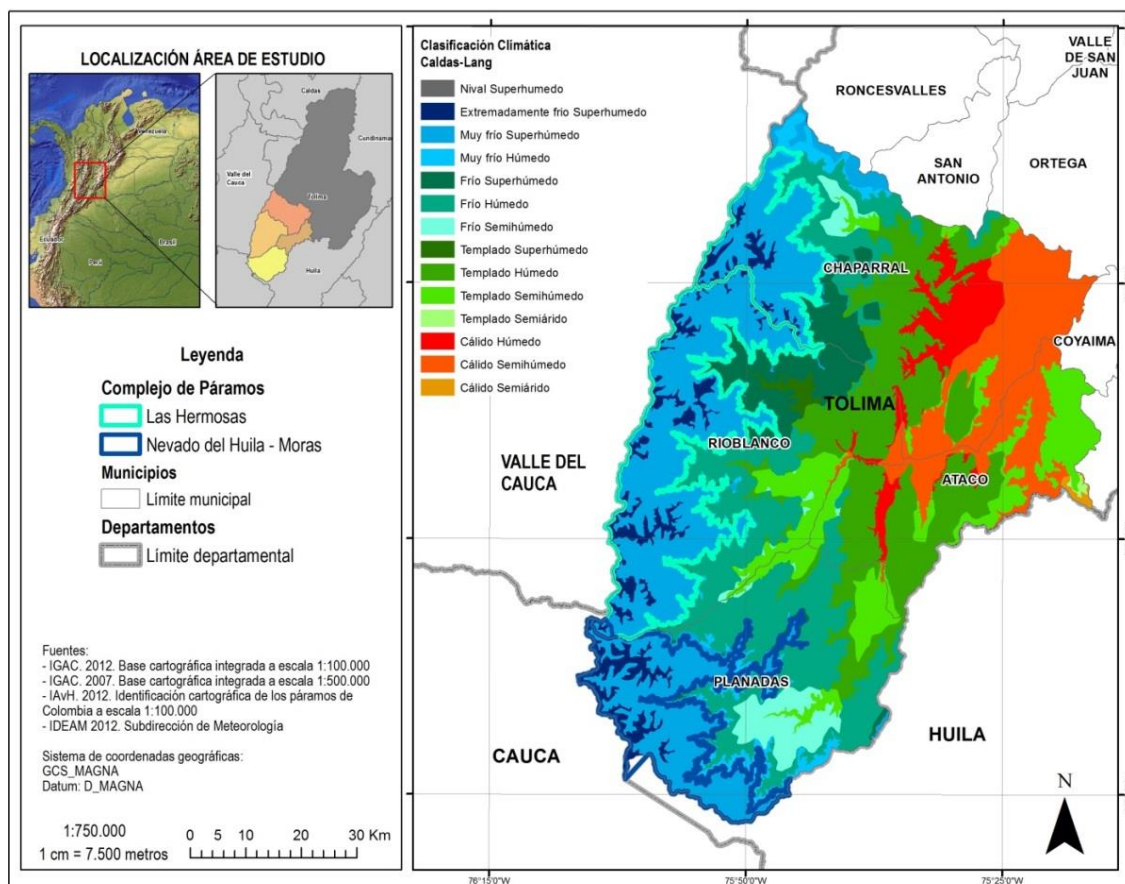 LOCALIZACIÓN ÁREA DE ESTUDIO
Venezuela
Ecuador
Perú
Brasil
Caldas
Cundinamar
Valle del
Cauca
Tolima
Huila
Leyenda
Complejo de Páramos
Las Hermosas
Nevado del Huila - Moras
Municipios
Límite municipal
Departamentos
Límite departamental
Fuentes:
- IGAC. 2012. Base cartográfica integrada a escala 1:100.000
- IGAC. 2007. Base cartográfica integrada a escala 1:500.000
- IAvH. 2012. Identificación cartográfica de los páramos de
Colombia a escala 1:100.000
- IDEAM 2012. Subdirección de Meteorología
Sistema de coordenadas geográficas:
GCS_MAGNA
Datum: D_MAGNA
1:750.000
1 cm = 7.500 metros
0 5 10 20 30 Km
Clasificación Climática
Caldas-Lang
Nival Superhumedo
Extremadamente frío Superhumedo
Muy frío Superhúmedo
Muy frío Húmedo
Frío Superhúmedo
Frío Húmedo
Frío Semihúmedo
Templado Superhúmedo
Templado Húmedo
Templado Semihúmedo
Templado Semiárido
Cálido Húmedo
Cálido Semihúmedo
Cálido Semiárido
VALLE
DE SAN
JUAN
RONCESVALLES
SAN
ANTONIO
ORTEGA
CHAPARRAL
COYAIMA
TOLIMA
RIOBLANCO
VALLE DEL
CAUCA
ATACO
PLANADAS
CAUCA
HUILA
N
76°15'0"W
75°50'0"W
75°25'0"W